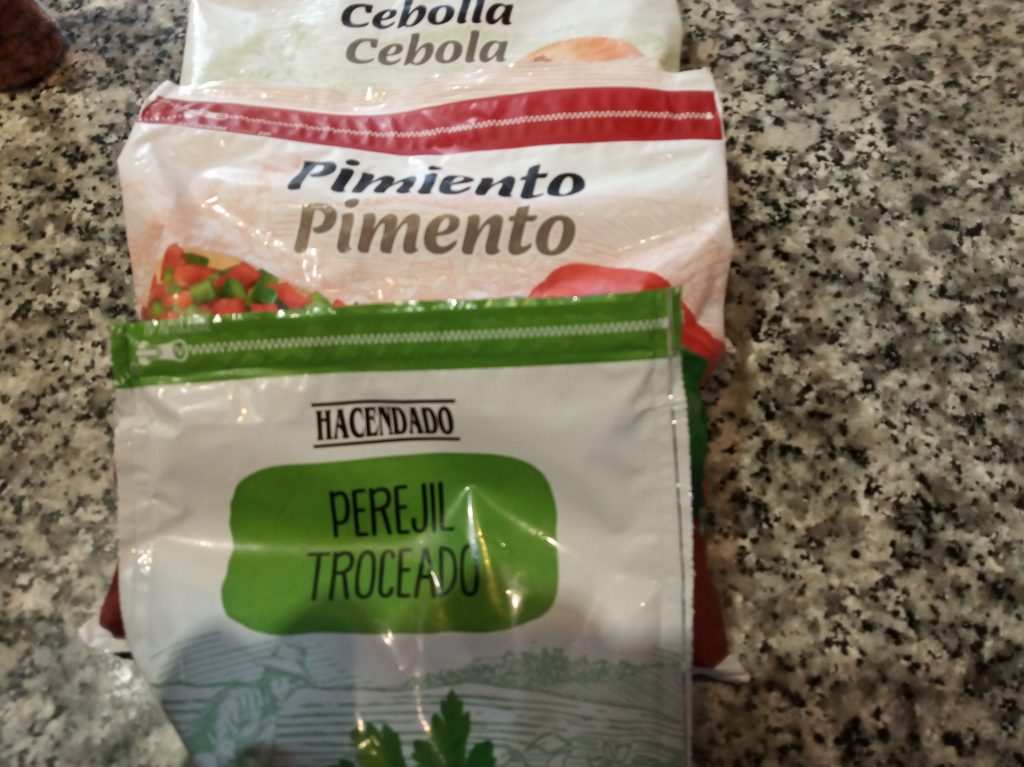 Cebolla
Cebola
Pimiento
Pimento
HACENDADO
PEREJIL
TROCEADO